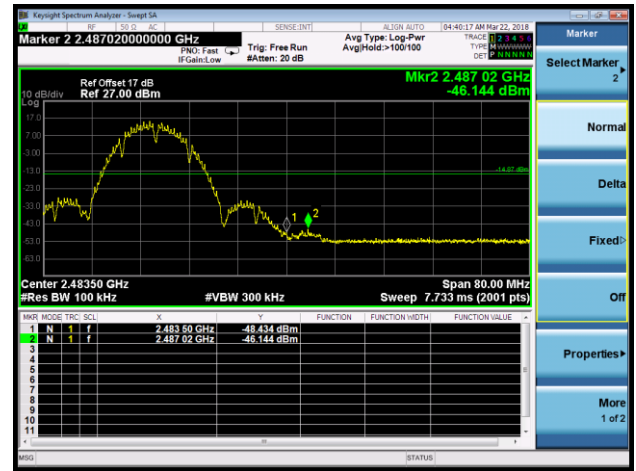 Keysight Spectrum Analyzer - Swept SA
RF 50 Ω AC SENSE:INT ALIGN AUTO 04:40:17 AM Mar 22, 2018
Marker 2 2.487020000000 GHz
PNO: Fast
IFGain:Low
Trig: Free Run
#Atten: 20 dB
Avg Type: Log-Pwr
Avg|Hold:>100/100
TRACE 1 2 3 4 5 6
TYPE M WWWWW
DET P N N N N N
Mkr2 2.487 02 GHz
-46.144 dBm
Ref Offset 17 dB
10 dB/div Ref 27.00 dBm
Log
17.0
7.00
-3.00
-13.0
-14.07 dBm
-23.0
-33.0
-43.0
-53.0
-63.0
1
2
Center 2.48350 GHz Span 80.00 MHz
#Res BW 100 kHz #VBW 300 kHz Sweep 7.733 ms (2001 pts)
MKR MODE TRC SCL X Y FUNCTION FUNCTION WIDTH FUNCTION VALUE
1 N 1 f 2.483 50 GHz -48.434 dBm
2 N 1 f 2.487 02 GHz -46.144 dBm
3
4
5
6
7
8
9
10
11
MSG STATUS
Marker
Select Marker
2
Normal
Delta
Fixed
Off
Properties
More
1 of 2